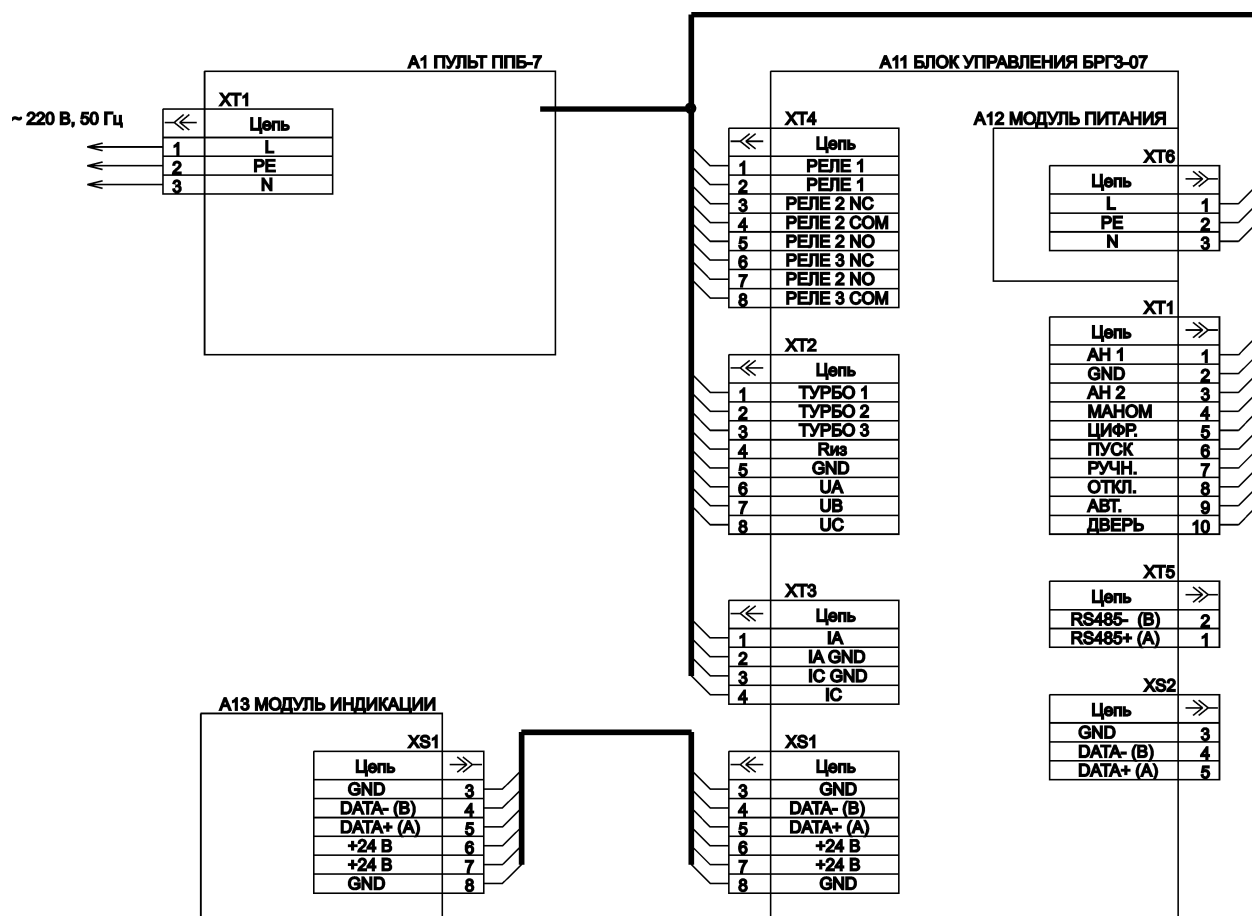 А1 ПУЛЬТ ППБ-7
~ 220 В, 50 Гц
XT1
Цепь
1 L
2 PE
3 N
А11 БЛОК УПРАВЛЕНИЯ БРГЗ-07
XT4
Цепь
1 РЕЛЕ 1
2 РЕЛЕ 1
3 РЕЛЕ 2 NC
4 РЕЛЕ 2 COM
5 РЕЛЕ 2 NO
6 РЕЛЕ 3 NC
7 РЕЛЕ 2 NO
8 РЕЛЕ 3 COM
XT2
Цепь
1 ТУРБО 1
2 ТУРБО 2
3 ТУРБО 3
4 Rиз
5 GND
6 UA
7 UB
8 UC
XT3
Цепь
1 IA
2 IA GND
3 IC GND
4 IC
XS1
Цепь
3 GND
4 DATA- (B)
5 DATA+ (A)
6 +24 В
7 +24 В
8 GND
А12 МОДУЛЬ ПИТАНИЯ
XT6
Цепь
L 1
PE 2
N 3
XT1
Цепь
АН 1 1
GND 2
АН 2 3
МАНОМ 4
ЦИФР. 5
ПУСК 6
РУЧН. 7
ОТКЛ. 8
АВТ. 9
ДВЕРЬ 10
XT5
Цепь
RS485- (B) 2
RS485+ (A) 1
XS2
Цепь
GND 3
DATA- (B) 4
DATA+ (A) 5
А13 МОДУЛЬ ИНДИКАЦИИ
XS1
Цепь
GND 3
DATA- (B) 4
DATA+ (A) 5
+24 В 6
+24 В 7
GND 8